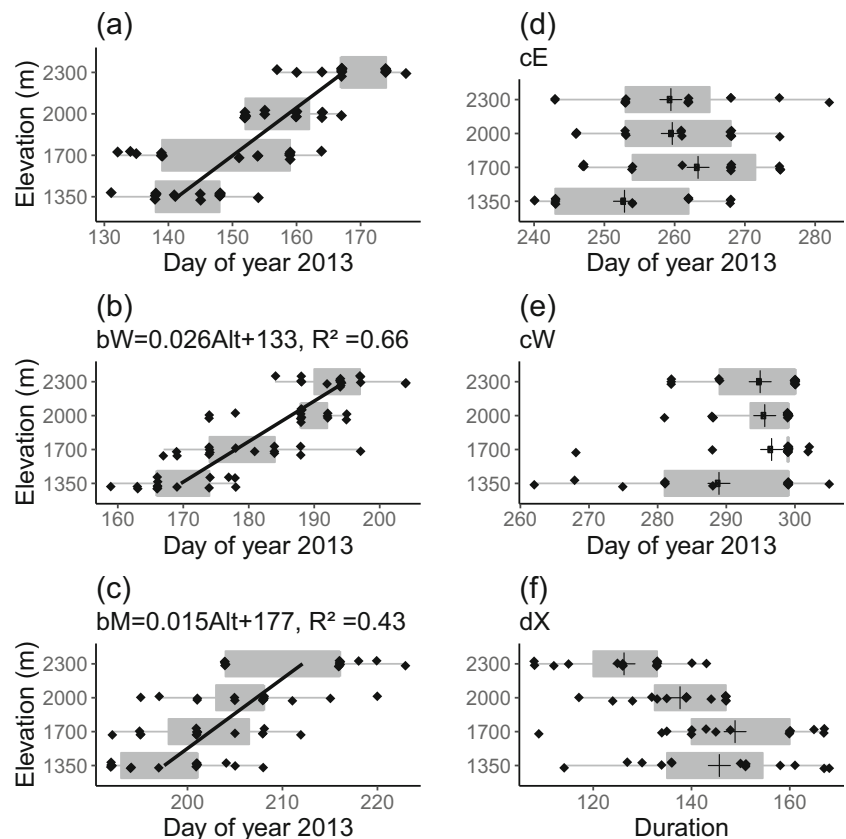 (a)
Elevation (m)
2300
2000
1700
1350
130 140 150 160 170
Day of year 2013
(b)
bW=0.026Alt+133, R² =0.66
Elevation (m)
2300
2000
1700
1350
160 170 180 190 200
Day of year 2013
(c)
bM=0.015Alt+177, R² =0.43
Elevation (m)
2300
2000
1700
1350
200 210 220
Day of year 2013
(d)
cE
2300
2000
1700
1350
240 250 260 270 280
Day of year 2013
(e)
cW
2300
2000
1700
1350
260 270 280 290 300
Day of year 2013
(f)
dX
2300
2000
1700
1350
120 140 160
Duration